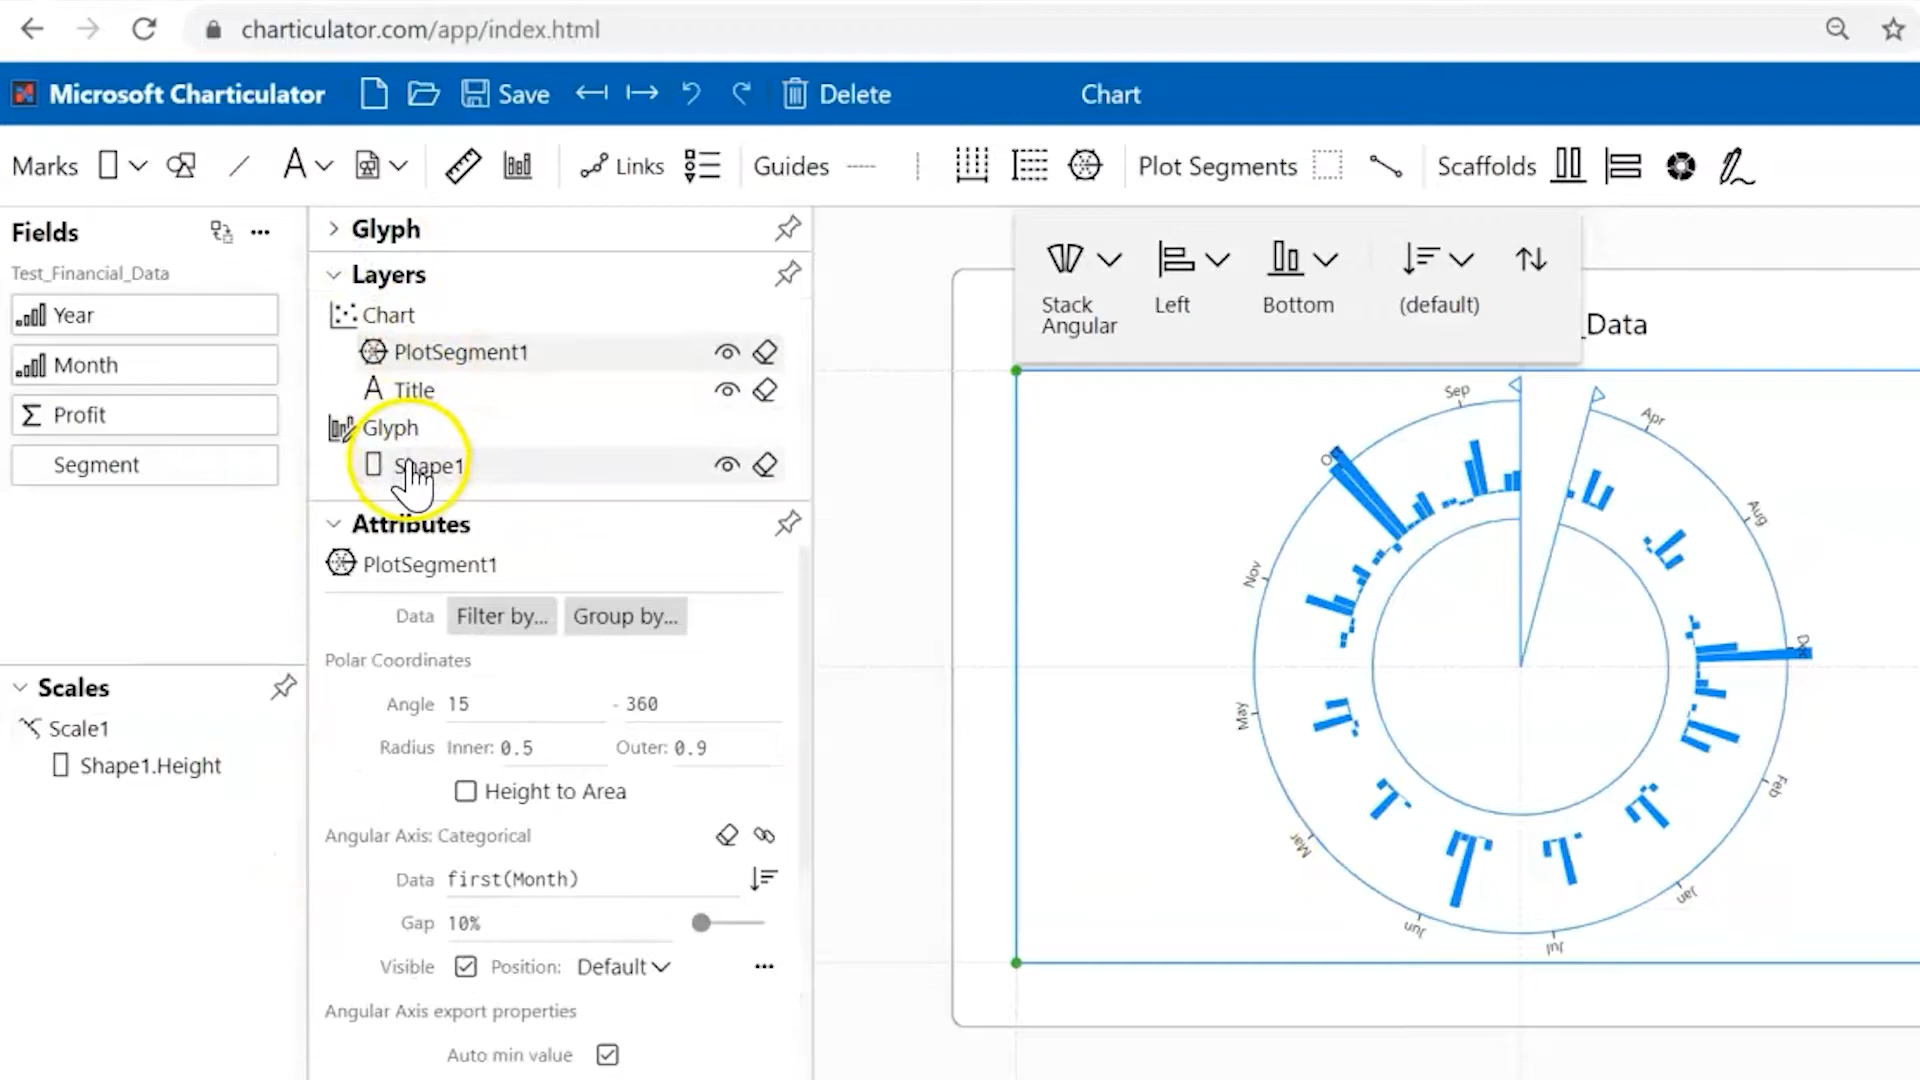 charticulator.com/app/index.html
Microsoft Charticulator Save Delete Chart
Marks A Links Guides Plot Segments Scaffolds
Fields
Test_Financial_Data
Year
Month
Σ Profit
Segment
Scales
Scale1
Shape1.Height
Glyph
Layers
Chart
PlotSegment1
A Title
Glyph
Shape1
Attributes
PlotSegment1
Data Filter by... Group by...
Polar Coordinates
Angle 15 - 360
Radius Inner: 0.5 Outer: 0.9
Height to Area
Angular Axis: Categorical
Data first(Month)
Gap 10%
Visible Position: Default
Angular Axis export properties
Auto min value
Stack Angular
Left
Bottom
(default)
_Data
Sep
Apr
Aug
Dec
Feb
Jan
Jul
Jun
Mar
May
Nov